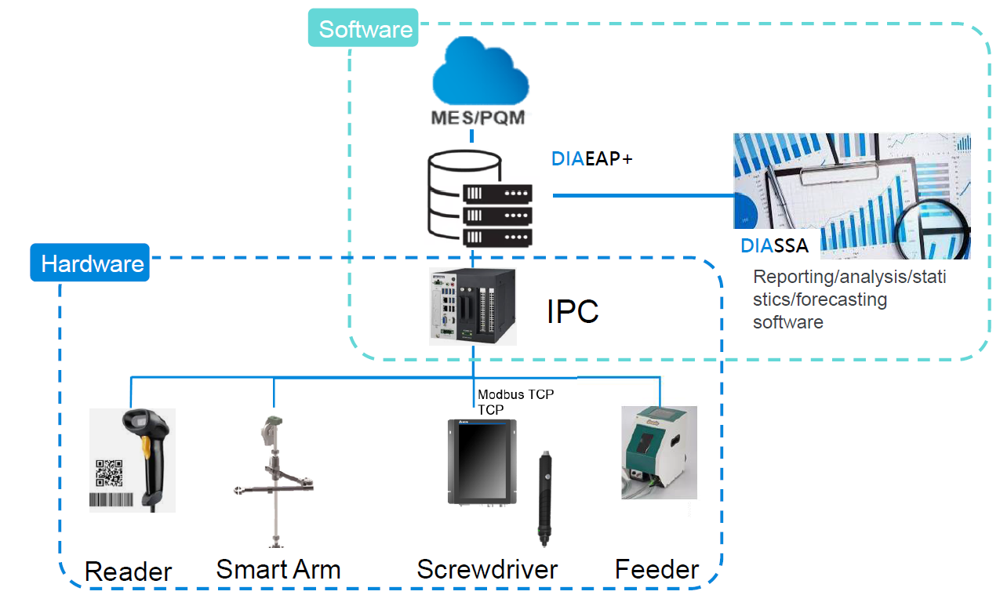 Software
MES/PQM
DIAEAP+
DIASSA
Reporting/analysis/stati
stics/forecasting
software
Hardware
IPC
Modbus TCP
TCP
Reader
Smart Arm
Screwdriver
Feeder